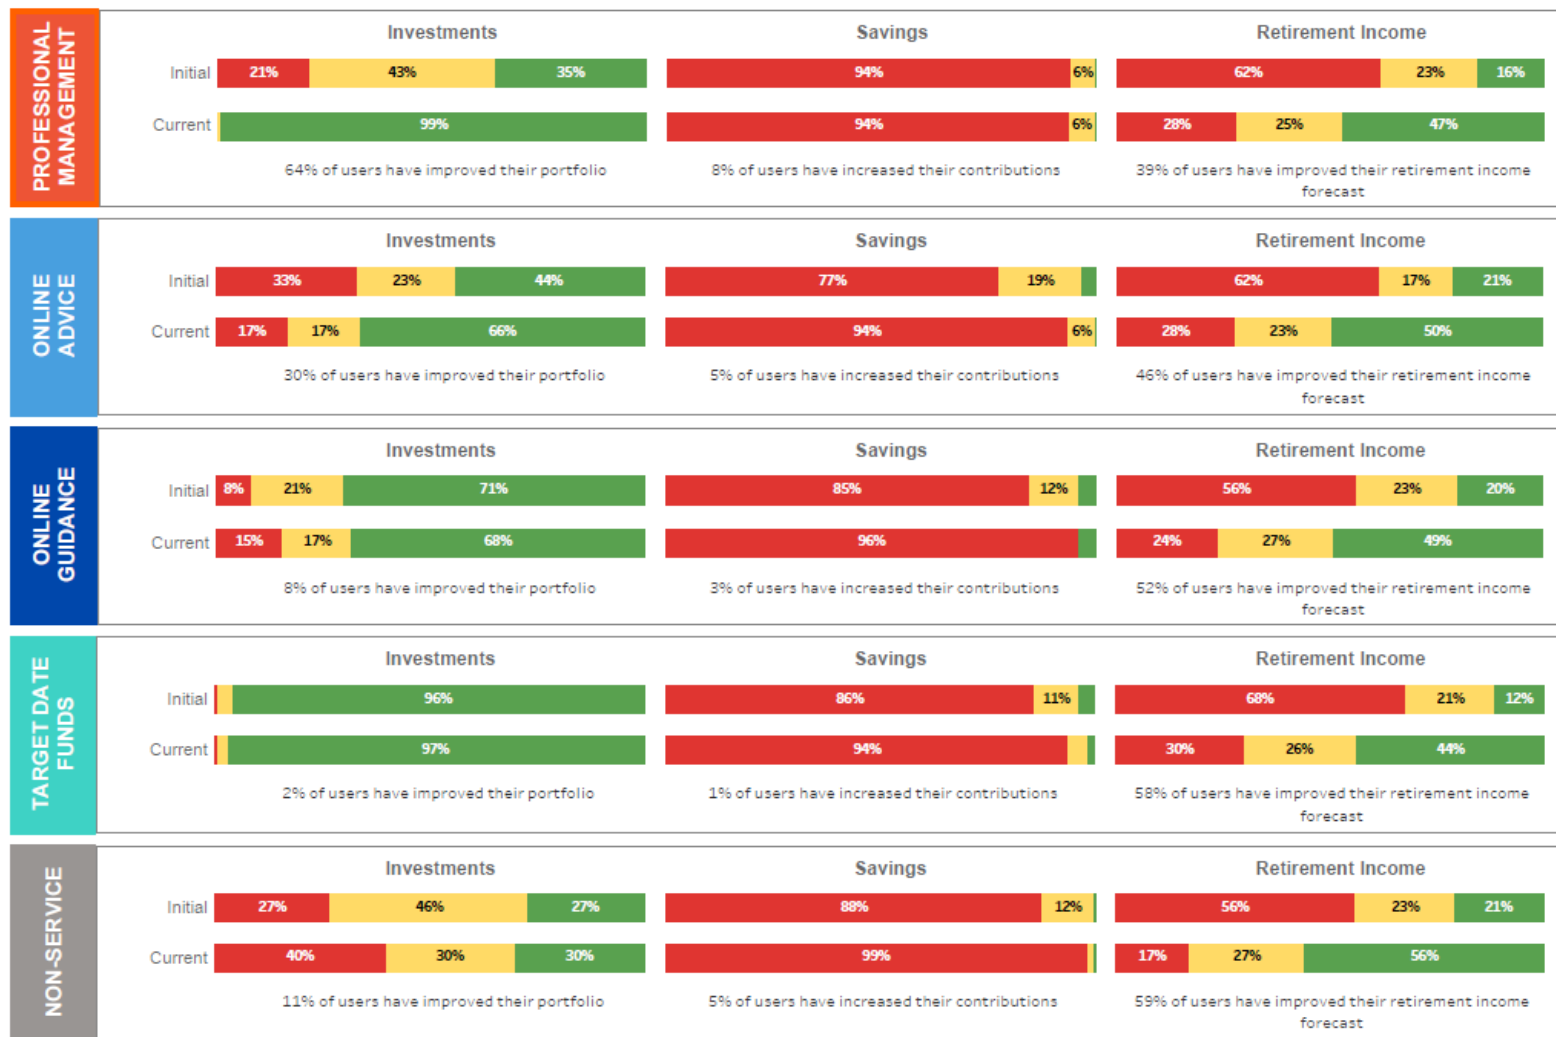 PROFESSIONAL
MANAGEMENT
Investments
Savings
Retirement Income
Initial 21% 43% 35% 94% 6% 62% 23% 16%
Current 99% 94% 6% 28% 25% 47%
64% of users have improved their portfolio
8% of users have increased their contributions
39% of users have improved their retirement income
forecast
ONLINE
ADVICE
Investments
Savings
Retirement Income
Initial 33% 23% 44% 77% 19% 62% 17% 21%
Current 17% 17% 66% 94% 6% 28% 23% 50%
30% of users have improved their portfolio
5% of users have increased their contributions
46% of users have improved their retirement income
forecast
ONLINE
GUIDANCE
Investments
Savings
Retirement Income
Initial 8% 21% 71% 85% 12% 56% 23% 20%
Current 15% 17% 68% 96% 24% 27% 49%
8% of users have improved their portfolio
3% of users have increased their contributions
52% of users have improved their retirement income
forecast
TARGET DATE
FUNDS
Investments
Savings
Retirement Income
Initial 96% 86% 11% 68% 21% 12%
Current 97% 94% 30% 26% 44%
2% of users have improved their portfolio
1% of users have increased their contributions
58% of users have improved their retirement income
forecast
NON-SERVICE
Investments
Savings
Retirement Income
Initial 27% 46% 27% 88% 12% 56% 23% 21%
Current 40% 30% 30% 99% 17% 27% 56%
11% of users have improved their portfolio
5% of users have increased their contributions
59% of users have improved their retirement income
forecast